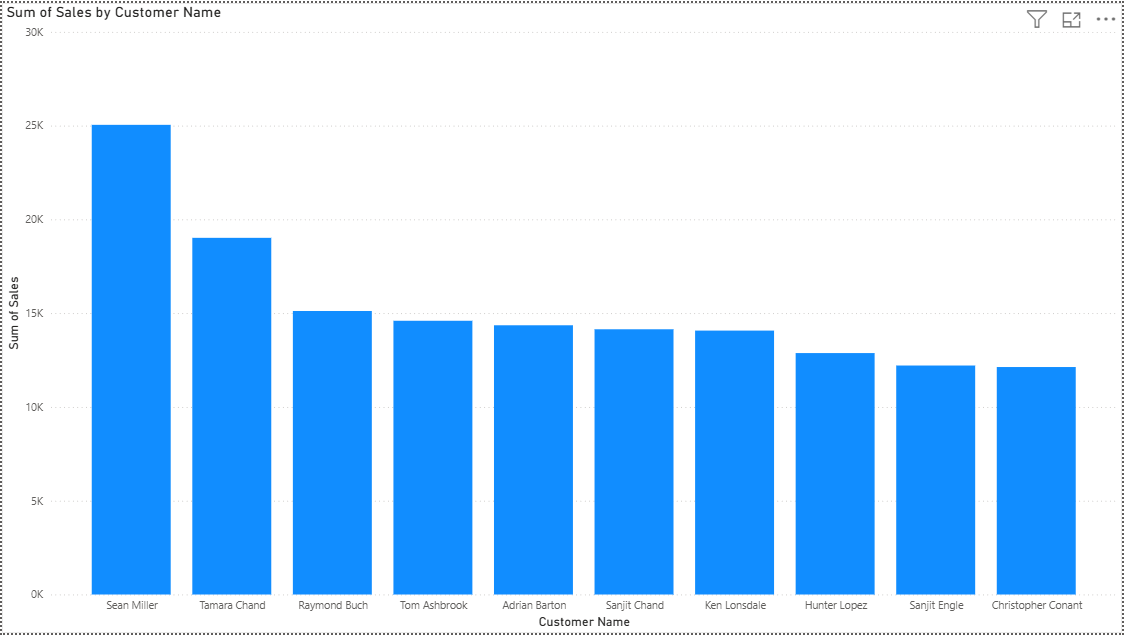 Sum of Sales by Customer Name
30K
25K
20K
15K
10K
5K
0K
Sum of Sales
Sean Miller
Tamara Chand
Raymond Buch
Tom Ashbrook
Adrian Barton
Sanjit Chand
Ken Lonsdale
Hunter Lopez
Sanjit Engle
Christopher Conant
Customer Name